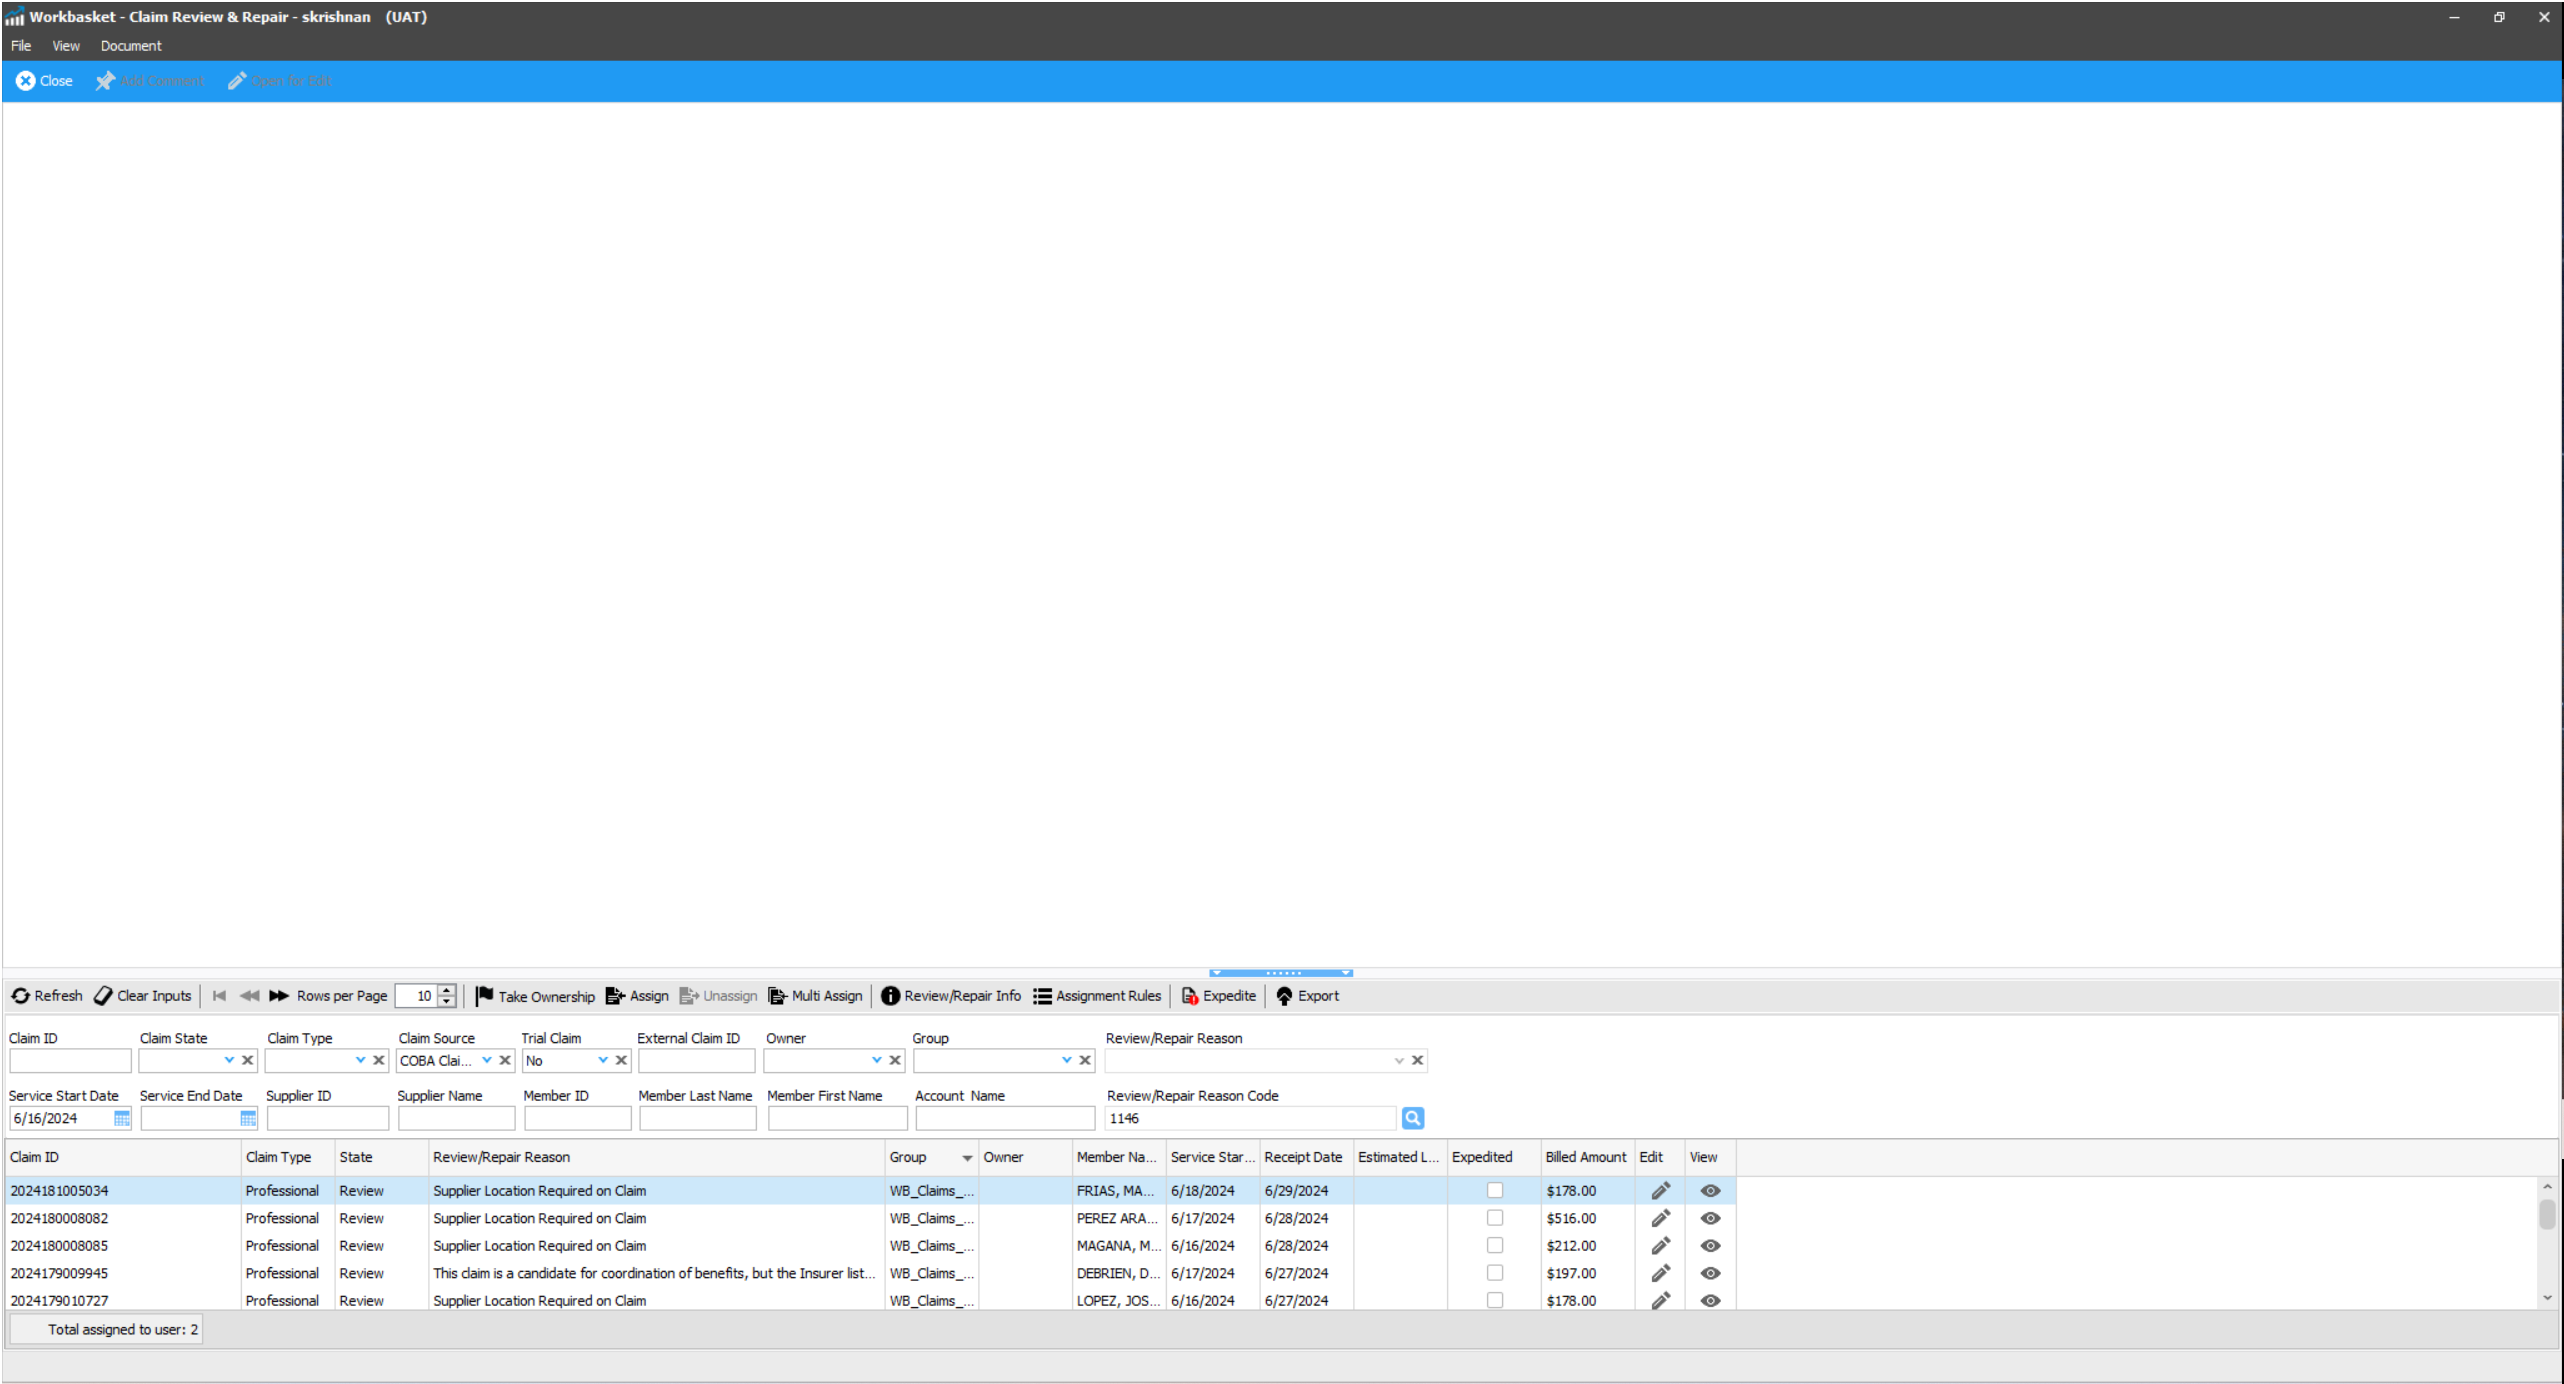 Workbasket - Claim Review & Repair - skrishnan (UAT)
File View Document
Close Add Comment Open for Edit
Refresh Clear Inputs Rows per Page 10 Take Ownership Assign Unassign Multi Assign Review/Repair Info Assignment Rules Expedite Export
Claim ID Claim State Claim Type Claim Source Trial Claim External Claim ID Owner Group Review/Repair Reason
COBA Clai... No
Service Start Date Service End Date Supplier ID Supplier Name Member ID Member Last Name Member First Name Account Name Review/Repair Reason Code
6/16/2024 1146
Claim ID Claim Type State Review/Repair Reason Group Owner Member Na... Service Star... Receipt Date Estimated L... Expedited Billed Amount Edit View
2024181005034 Professional Review Supplier Location Required on Claim WB_Claims_... FRIAS, MA... 6/18/2024 6/29/2024 $178.00
2024180008082 Professional Review Supplier Location Required on Claim WB_Claims_... PEREZ ARA... 6/17/2024 6/28/2024 $516.00
2024180008085 Professional Review Supplier Location Required on Claim WB_Claims_... MAGANA, M... 6/16/2024 6/28/2024 $212.00
2024179009945 Professional Review This claim is a candidate for coordination of benefits, but the Insurer list... WB_Claims_... DEBRIEN, D... 6/17/2024 6/27/2024 $197.00
2024179010727 Professional Review Supplier Location Required on Claim WB_Claims_... LOPEZ, JOS... 6/16/2024 6/27/2024 $178.00
Total assigned to user: 2